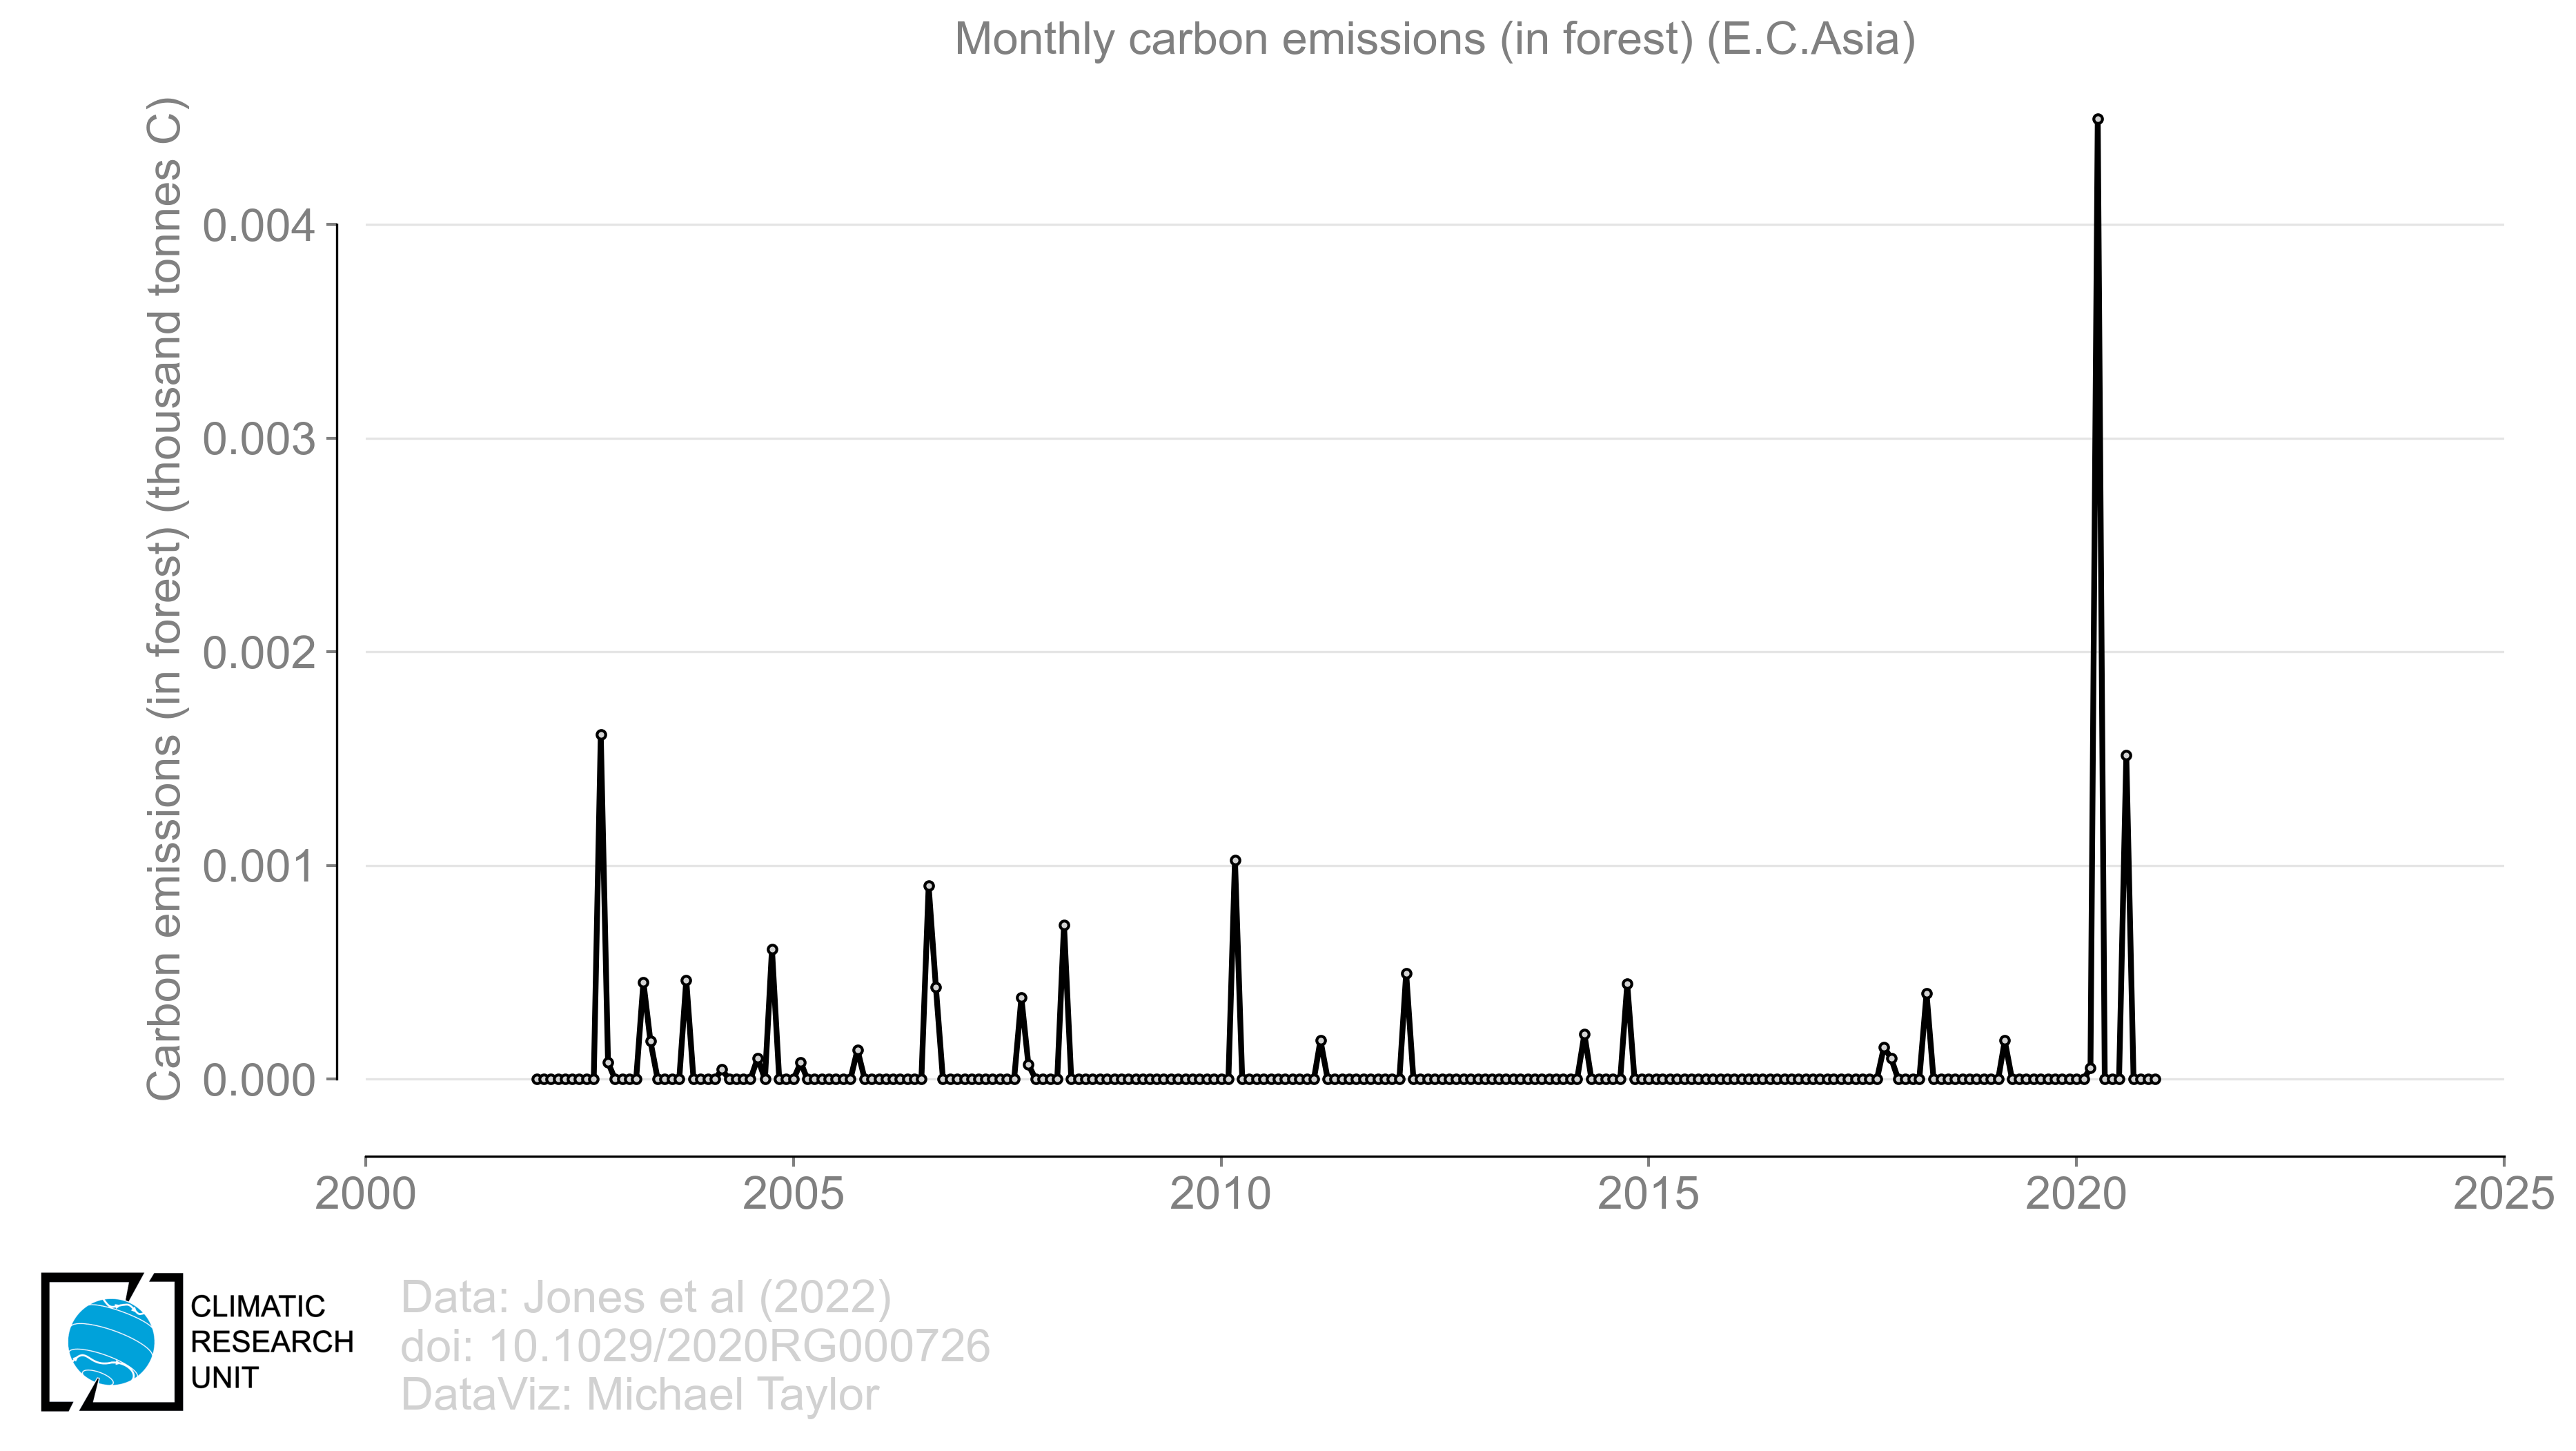 Monthly carbon emissions (in forest) (E.C.Asia)
Carbon emissions (in forest) (thousand tonnes C)
0.004
0.003
0.002
0.001
0.000
2000
2005
2010
2015
2020
2025
CLIMATIC
RESEARCH
UNIT
Data: Jones et al (2022)
doi: 10.1029/2020RG000726
DataViz: Michael Taylor